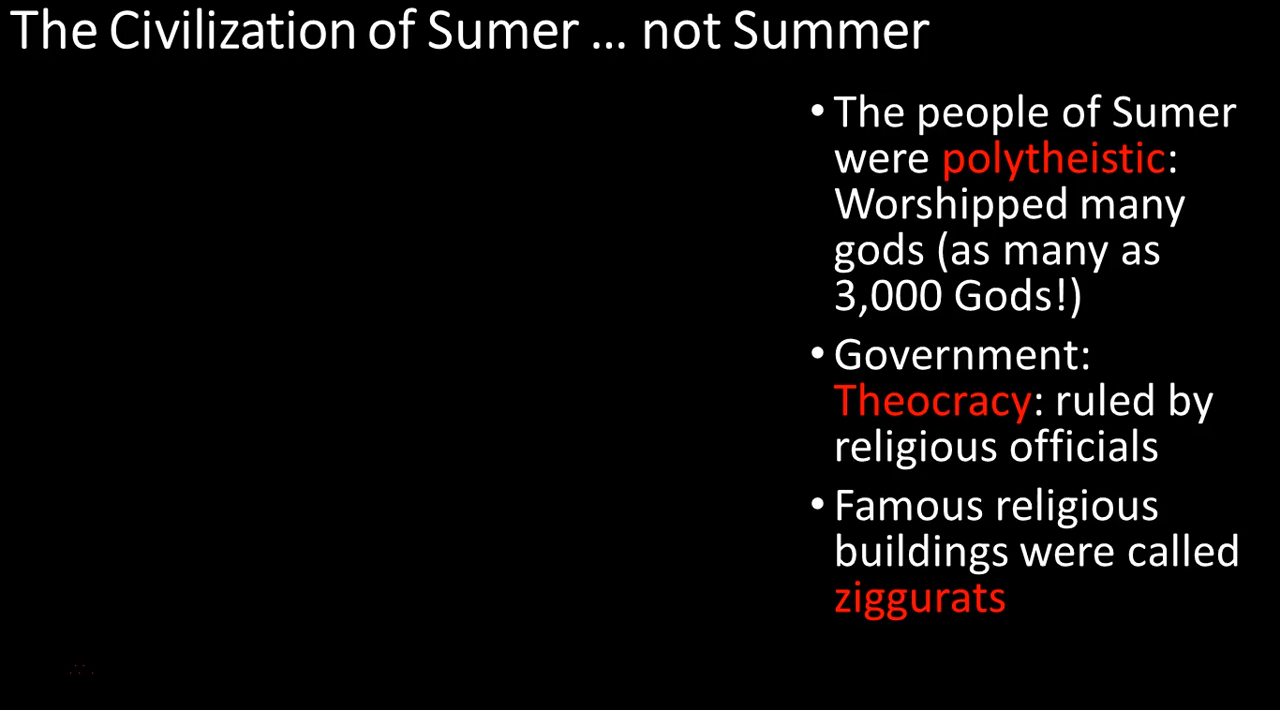 The Civilization of Sumer … not Summer
• The people of Sumer
were polytheistic:
Worshipped many
gods (as many as
3,000 Gods!)
• Government:
Theocracy: ruled by
religious officials
• Famous religious
buildings were called
ziggurats